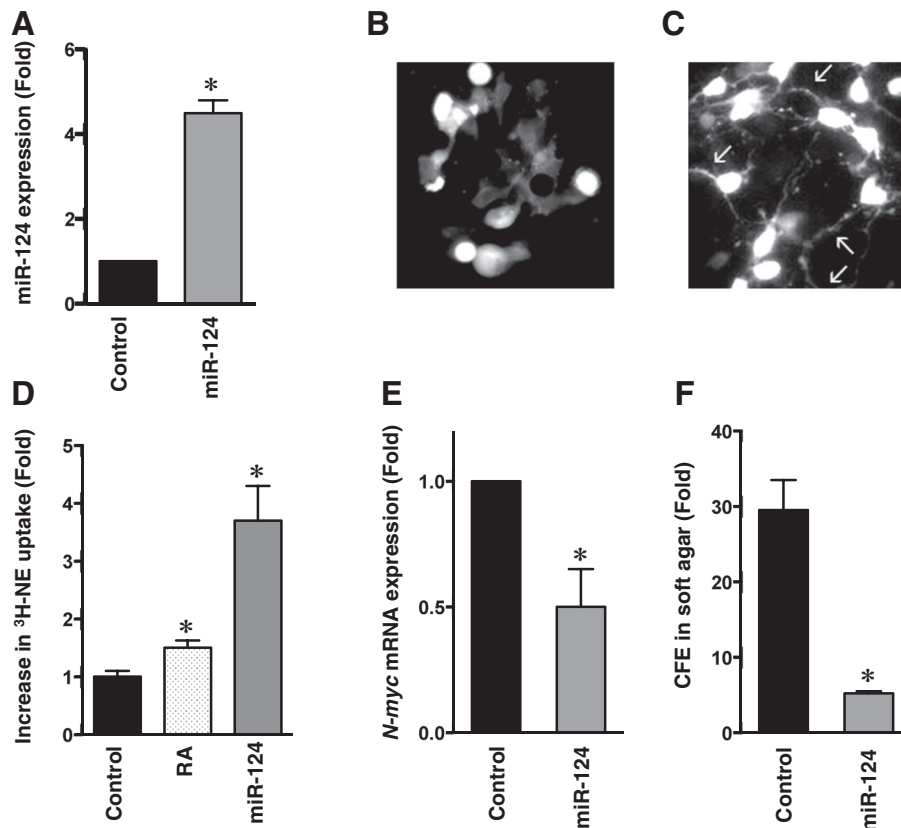 A
miR-124 expression (Fold)
6
4
2
0
*
Control
miR-124
B
C
D
Increase in ³H-NE uptake (Fold)
5
4
3
2
1
0
*
*
Control
RA
miR-124
E
N-myc mRNA expression (Fold)
1.0
0.5
0.0
*
Control
miR-124
F
CFE in soft agar (Fold)
40
30
20
10
0
*
Control
miR-124